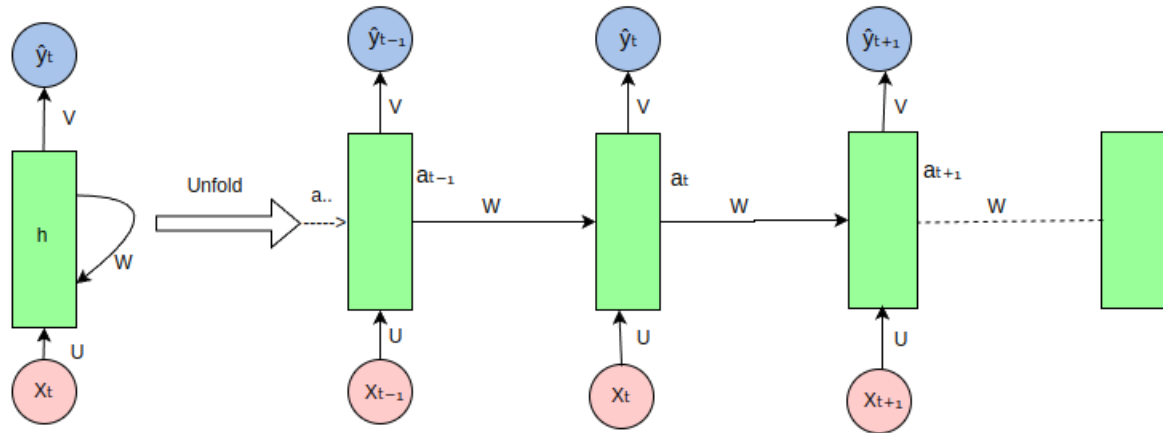 ŷt
V
h
W
U
Xt
Unfold
a..
ŷt−1
V
at−1
W
U
Xt−1
ŷt
V
at
W
U
Xt
ŷt+1
V
at+1
W
U
Xt+1